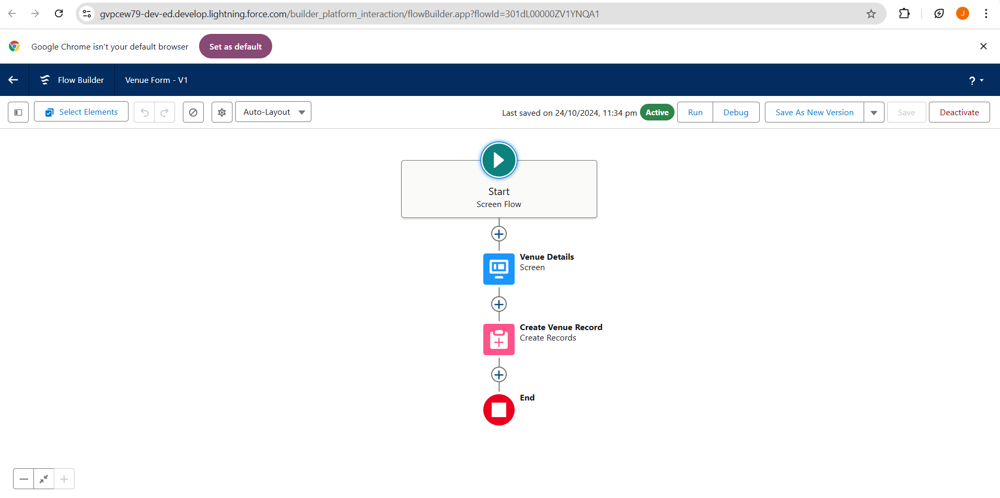 gvpcew79-dev-ed.develop.lightning.force.com/builder_platform_interaction/flowBuilder.app?flowId=301dL00000ZV1YNQA1
J
Google Chrome isn't your default browser
Set as default
Flow Builder
Venue Form - V1
?
Select Elements
Auto-Layout
Last saved on 24/10/2024, 11:34 pm
Active
Run
Debug
Save As New Version
Save
Deactivate
Start
Screen Flow
Venue Details
Screen
Create Venue Record
Create Records
End